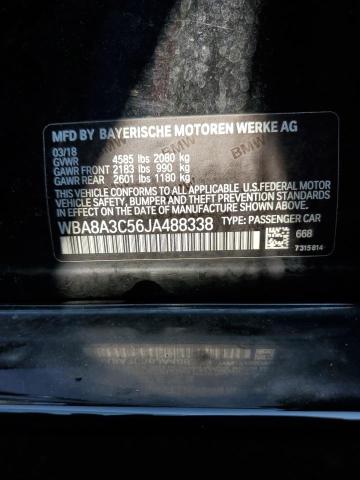 MFD BY BAYERISCHE MOTOREN WERKE AG
03/18
GVWR 4585 lbs 2080 kg
GAWR FRONT 2183 lbs 990 kg
GAWR REAR 2601 lbs 1180 kg
THIS VEHICLE CONFORMS TO ALL APPLICABLE U.S. FEDERAL MOTOR
VEHICLE SAFETY, BUMPER, AND THEFT PREVENTION STANDARDS
IN EFFECT ON THE DATE OF MANUFACTURE SHOWN ABOVE.
WBA8A3C56JA488338 TYPE: PASSENGER CAR
668
7315814